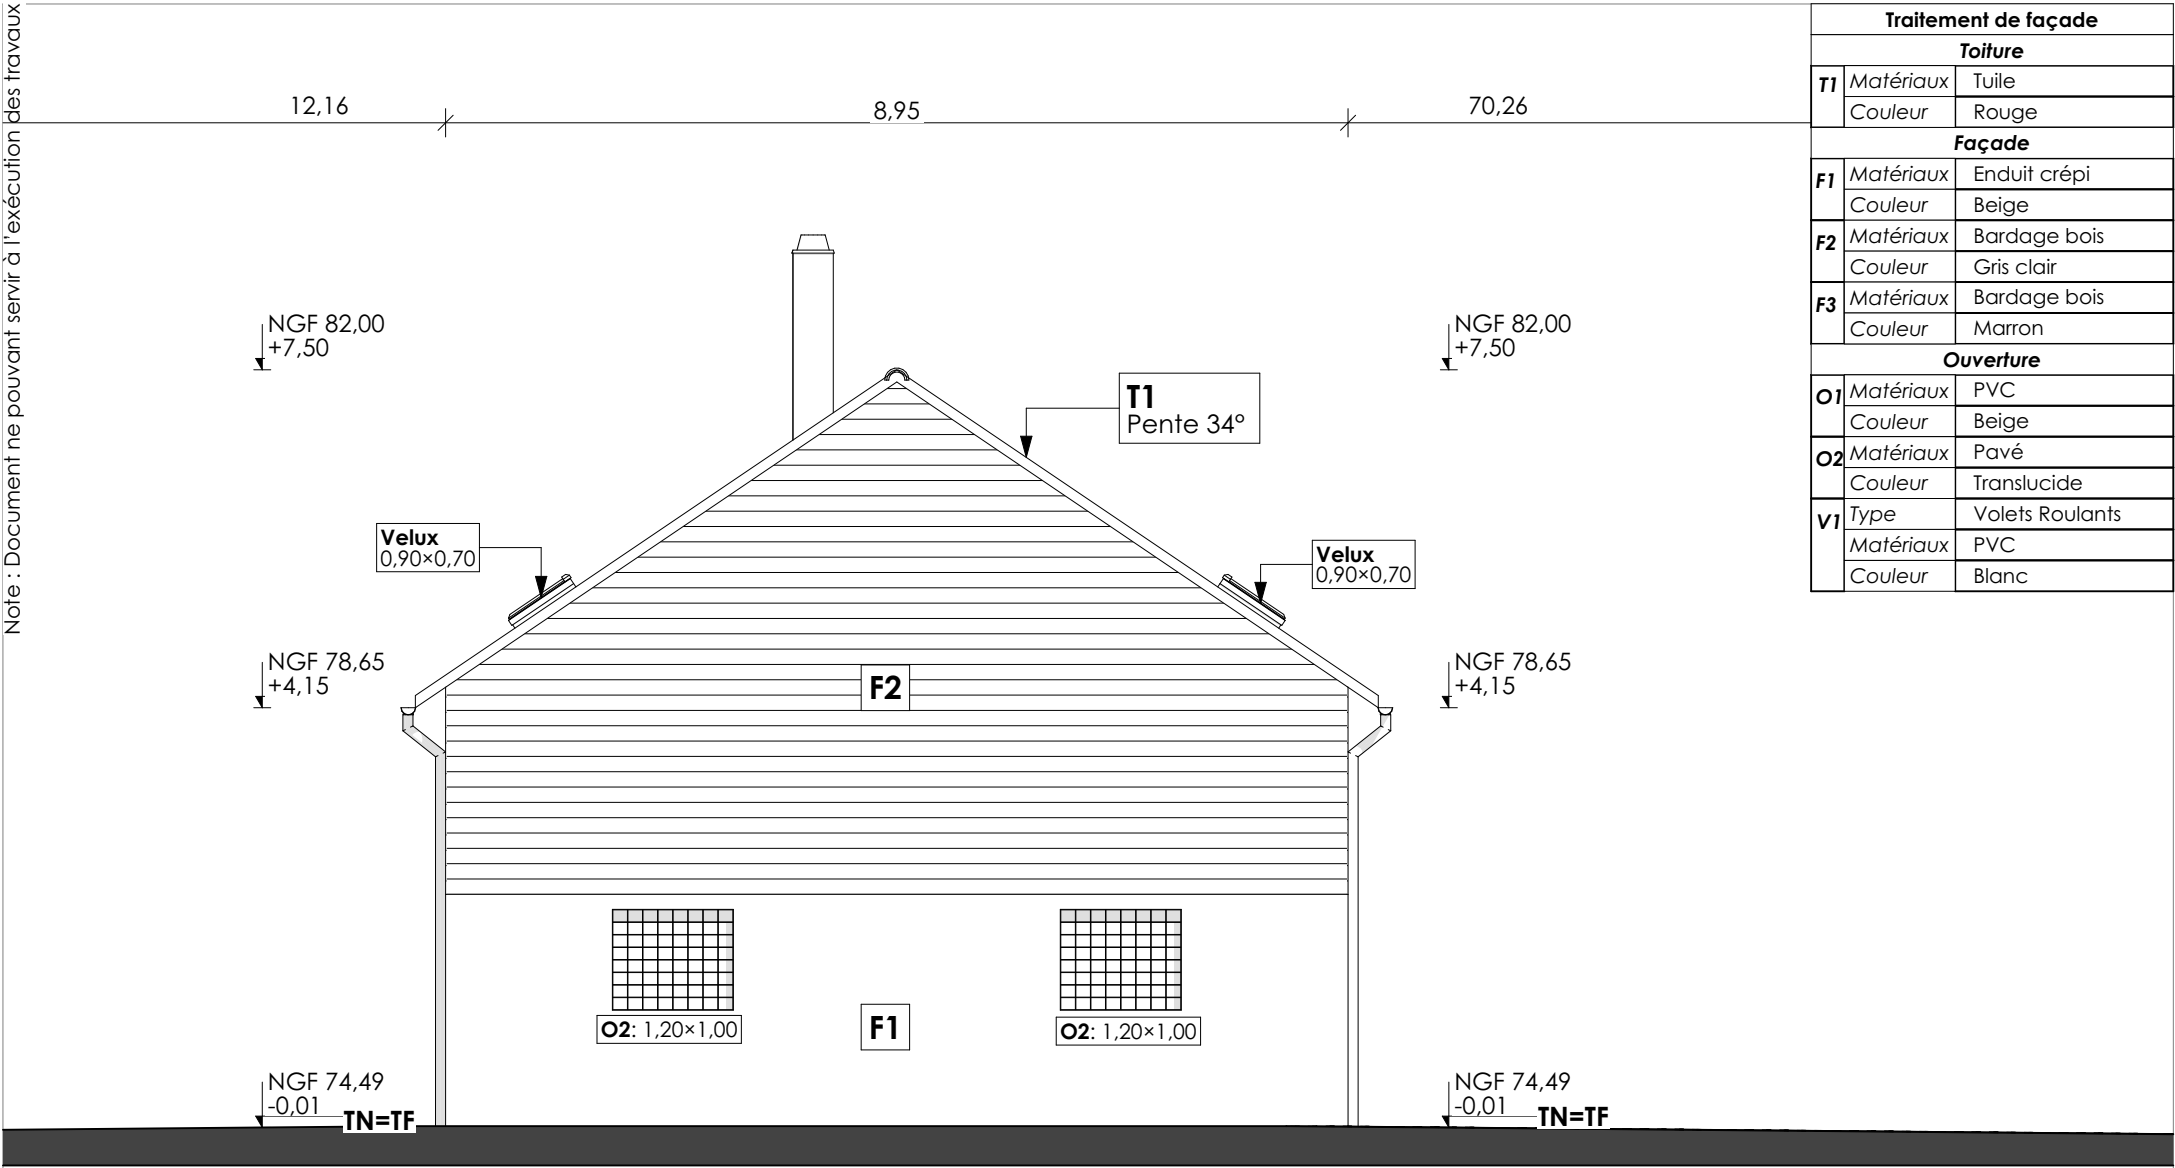 Note : Document ne pouvant servir à l'exécution des travaux
12,16
8,95
70,26
NGF 82,00
+7,50
NGF 82,00
+7,50
T1
Pente 34°
Velux
0,90×0,70
Velux
0,90×0,70
NGF 78,65
+4,15
NGF 78,65
+4,15
F2
O2: 1,20×1,00
F1
O2: 1,20×1,00
NGF 74,49
-0,01
TN=TF
NGF 74,49
-0,01
TN=TF
Traitement de façade
Toiture
T1 Matériaux Tuile
Couleur Rouge
Façade
F1 Matériaux Enduit crépi
Couleur Beige
F2 Matériaux Bardage bois
Couleur Gris clair
F3 Matériaux Bardage bois
Couleur Marron
Ouverture
O1 Matériaux PVC
Couleur Beige
O2 Matériaux Pavé
Couleur Translucide
V1 Type Volets Roulants
Matériaux PVC
Couleur Blanc